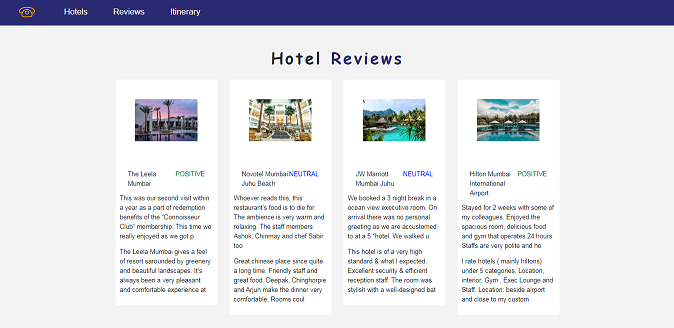 Hotels Reviews Itinerary
Hotel Reviews
The Leela
Mumbai
POSITIVE
This was our second visit within
a year as a part of redemption
benefits of the "Connoisseur
Club" membership. This time we
really enjoyed as we got p
The Leela Mumbai gives a feel
of resort sarounded by greenery
and beautiful landscapes. It's
always been a very pleasant
and comfortable experience at
Novotel Mumbai
Juhu Beach
NEUTRAL
Whoever reads this, this
restaurant's food is to die for.
The ambience is very warm and
relaxing. The staff members
Ashok, Chinmay and chef Sabir
too
Great chinese place since quite
a long time. Friendly staff and
great food. Deepak, Chinghorpie
and Arjun make the dinner very
comfortable. Rooms coul
JW Marriott
Mumbai Juhu
NEUTRAL
We booked a 3 night break in a
ocean view executive room. On
arrival there was no personal
greeting as we are accustomed
to at a 5 *hotel. We walked u
This hotel is of a very high
standard & what I expected.
Excellent security & efficient
reception staff. The room was
stylish with a well-designed bat
Hilton Mumbai
International
Airport
POSITIVE
Stayed for 2 weeks with some of
my colleagues. Enjoyed the
spacious room, delicious food
and gym that operates 24 hours.
Staffs are very polite and he
I rate hotels ( mainly hiltons)
under 5 categories, Location,
interior, Gym , Exec Lounge and
Staff. Location: beside airport
and close to my custom